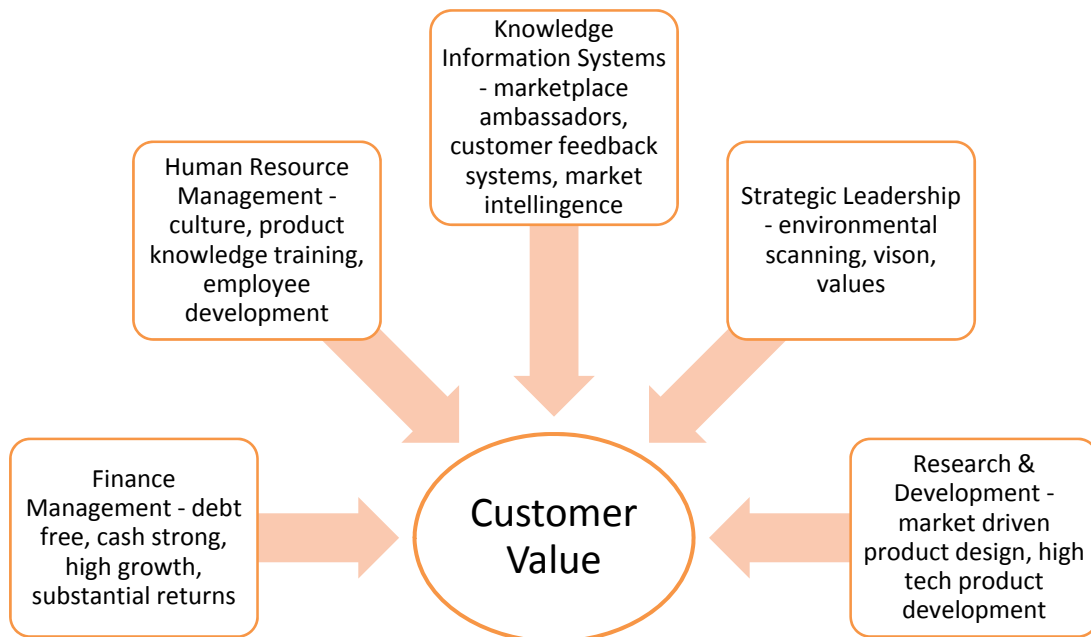 Knowledge
Information Systems
- marketplace
ambassadors,
customer feedback
systems, market
intellingence
Human Resource
Management -
culture, product
knowledge training,
employee
development
Strategic Leadership
- environmental
scanning, vison,
values
Finance
Management - debt
free, cash strong,
high growth,
substantial returns
Customer
Value
Research &
Development -
market driven
product design, high
tech product
development